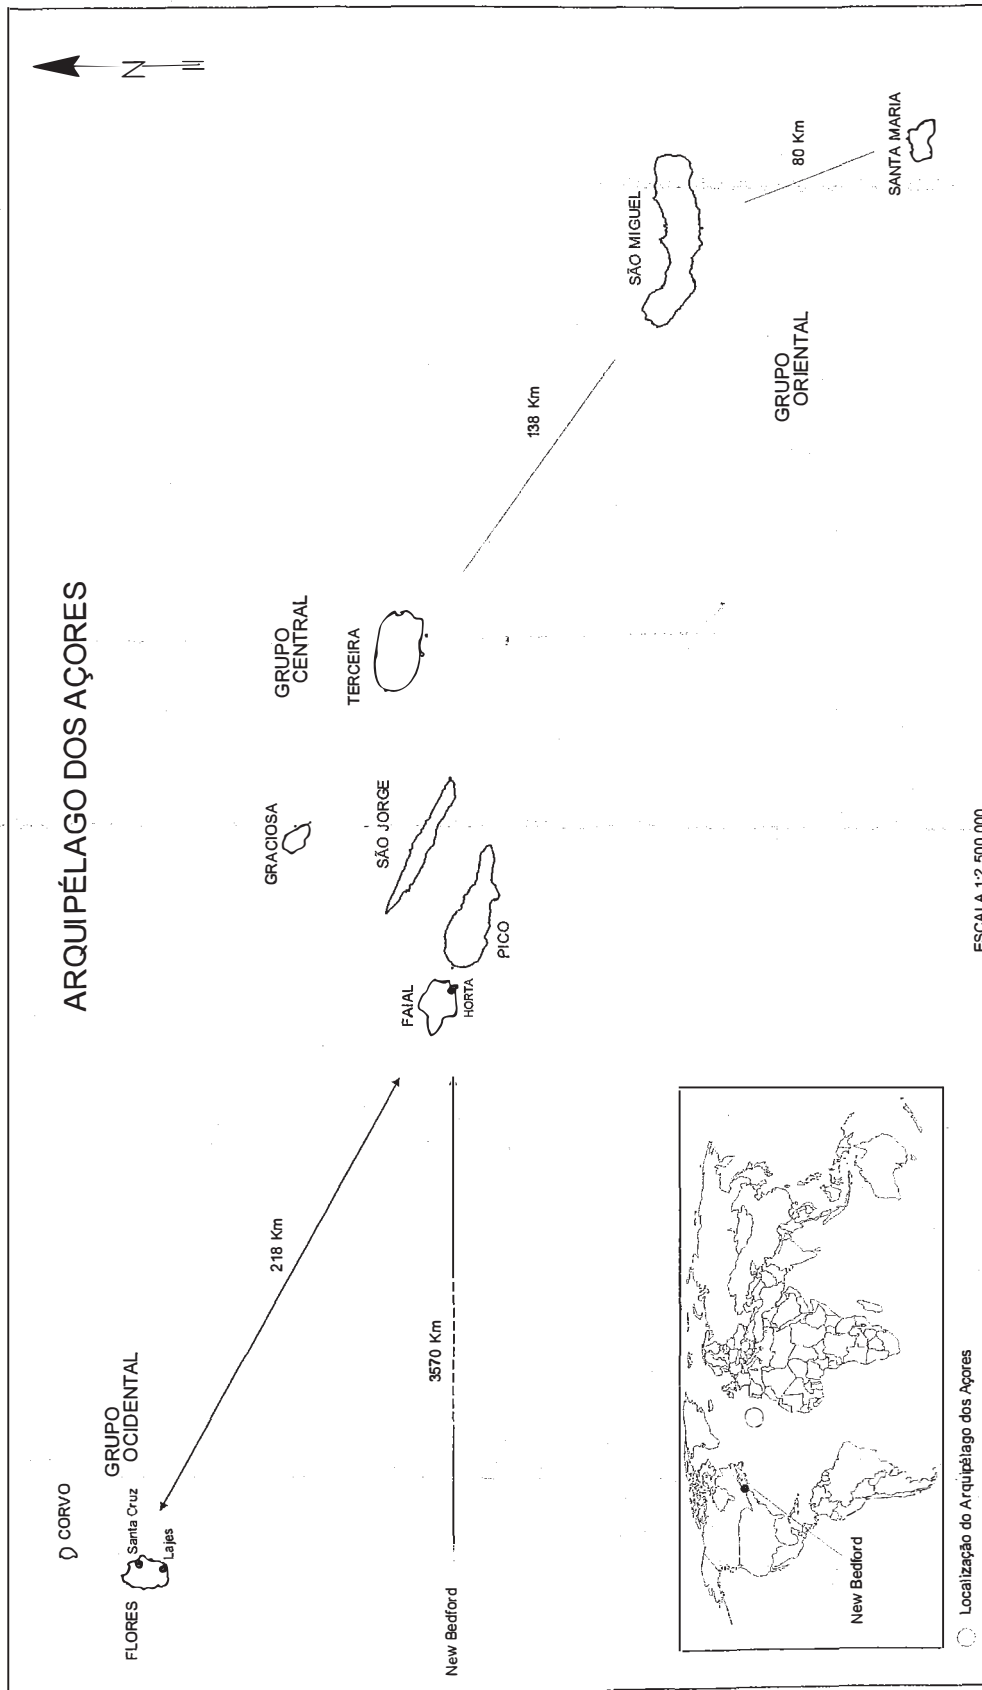 ARQUIPÉLAGO DOS AÇORES
N
CORVO
GRUPO
OCIDENTAL
Santa Cruz
FLORES
Lajes
218 Km
3570 Km
New Bedford
GRUPO
CENTRAL
GRACIOSA
TERCEIRA
SÃO JORGE
FAIAL
HORTA
PICO
138 Km
SÃO MIGUEL
GRUPO
ORIENTAL
80 Km
SANTA MARIA
New Bedford
Localização do Arquipélago dos Açores
ESCALA 1:2.500.000